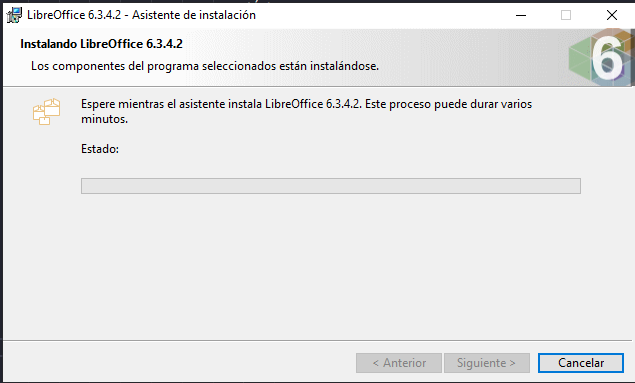 LibreOffice 6.3.4.2 - Asistente de instalación
Instalando LibreOffice 6.3.4.2
Los componentes del programa seleccionados están instalándose.
6
Espere mientras el asistente instala LibreOffice 6.3.4.2. Este proceso puede durar varios
minutos.
Estado:
< Anterior
Siguiente >
Cancelar